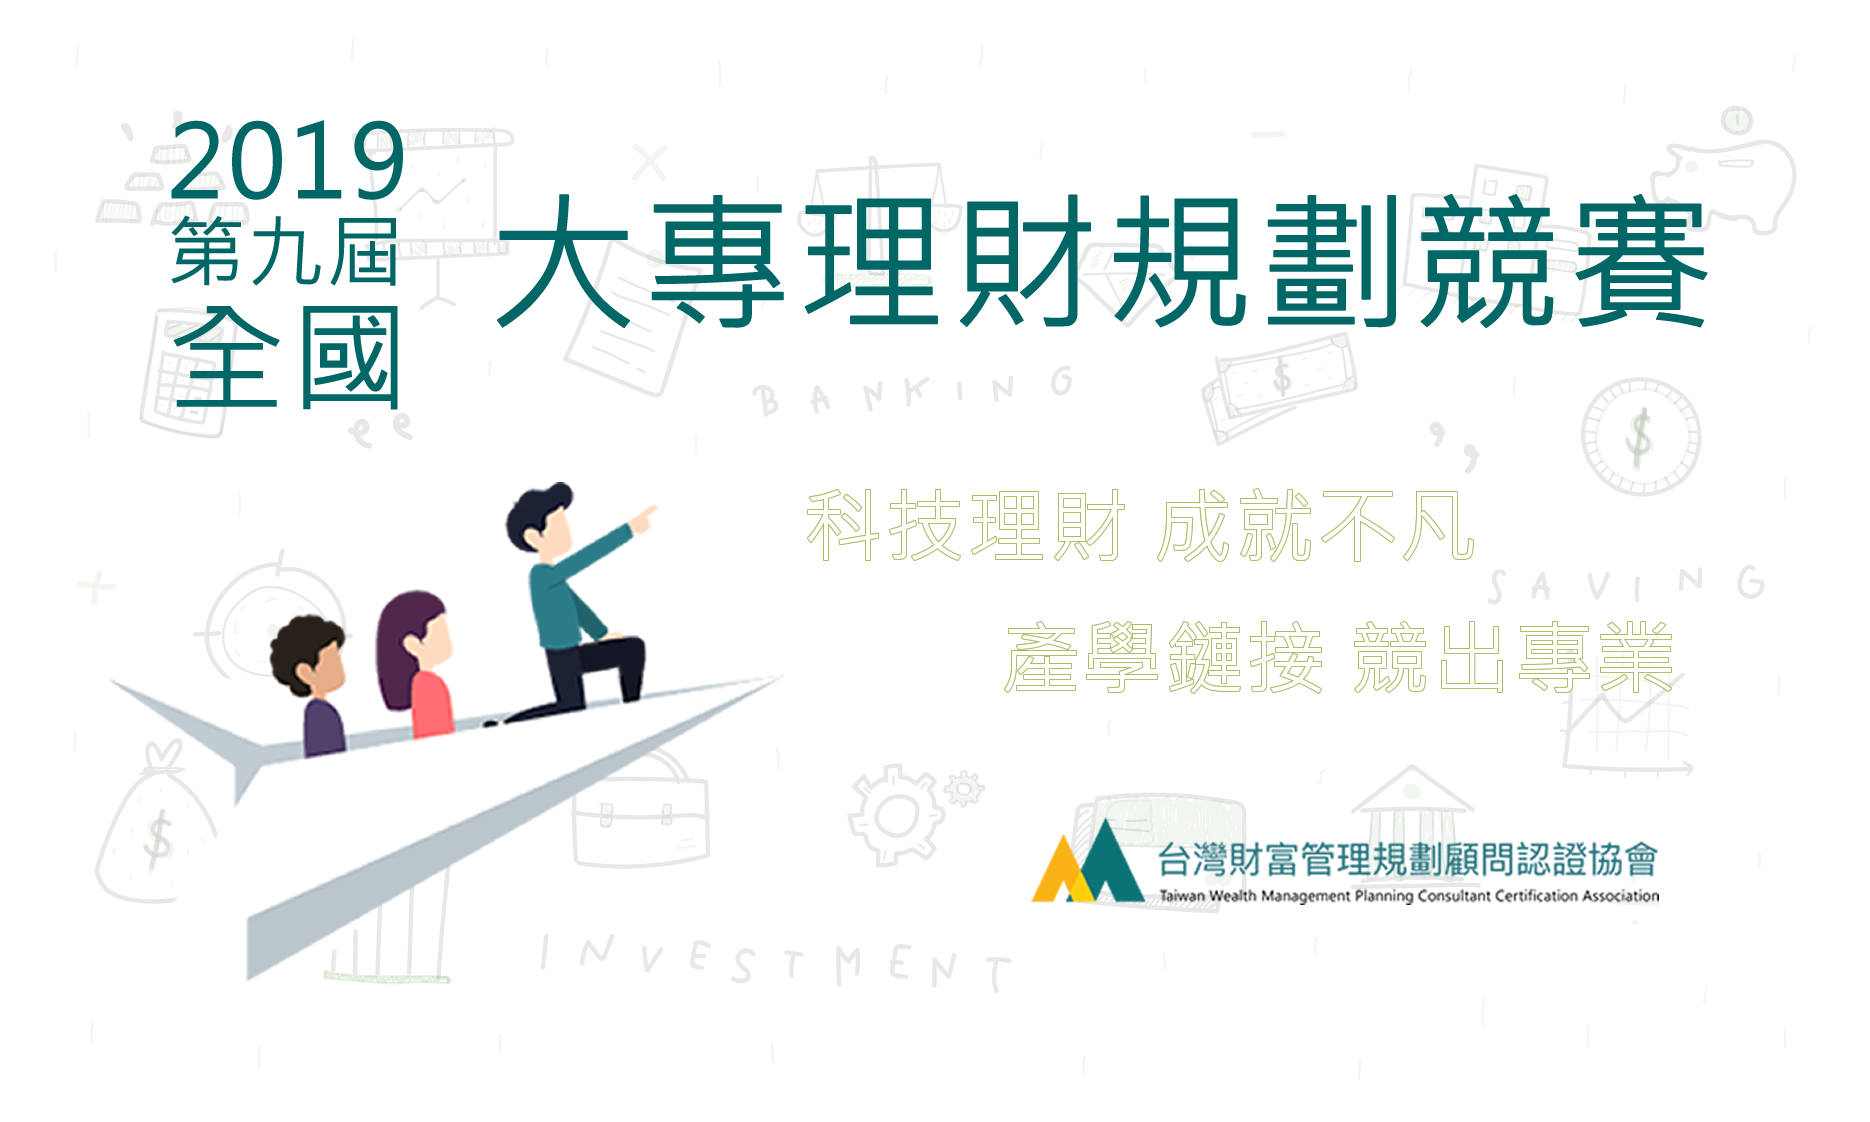 2019
第九屆
全國
大專理財規劃競賽
BANKING
科技理財 成就不凡
SAVING
產學鏈接 競出專業
台灣財富管理規劃顧問認證協會
Taiwan Wealth Management Planning Consultant Certification Association
INVESTMENT